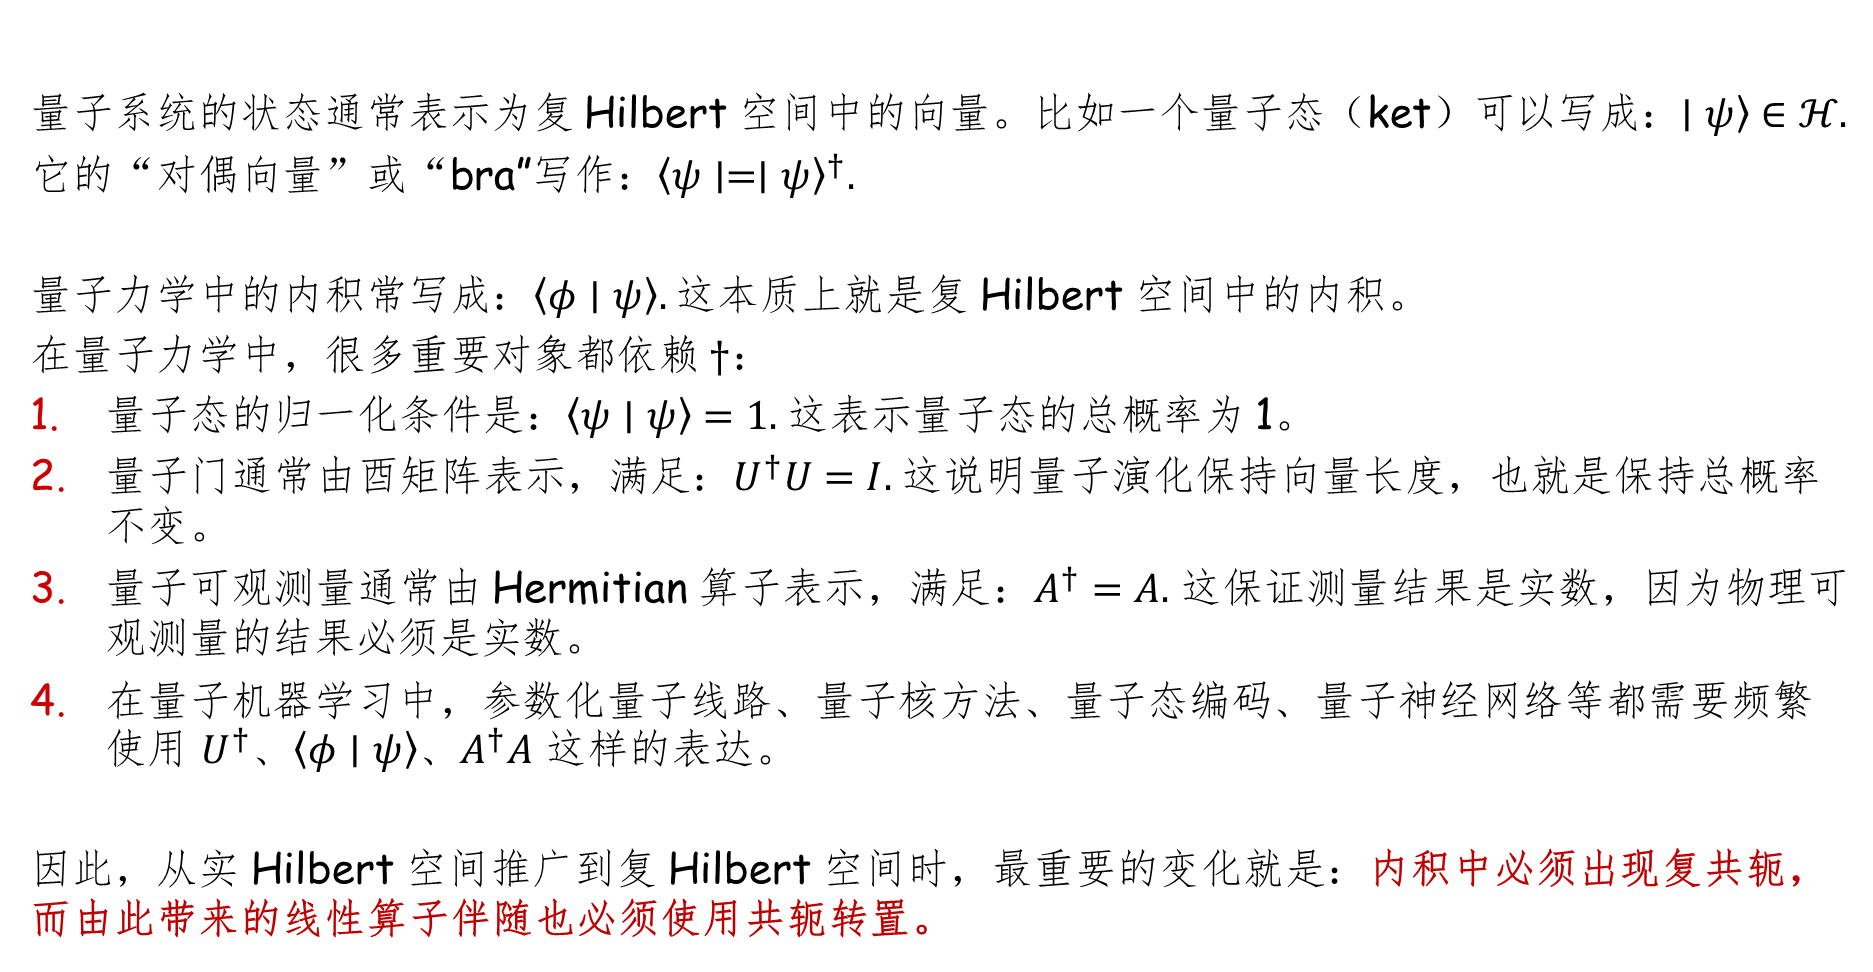 量子系统的状态通常表示为复 Hilbert 空间中的向量。比如一个量子态（ket）可以写成：| ψ⟩ ∈ ℋ.
它的“对偶向量”或“bra”写作：⟨ψ |=| ψ⟩†.
量子力学中的内积常写成：⟨ϕ | ψ⟩. 这本质上就是复 Hilbert 空间中的内积。
在量子力学中，很多重要对象都依赖 †：
1. 量子态的归一化条件是：⟨ψ | ψ⟩ = 1. 这表示量子态的总概率为 1。
2. 量子门通常由酉矩阵表示，满足：U†U = I. 这说明量子演化保持向量长度，也就是保持总概率
不变。
3. 量子可观测量通常由 Hermitian 算子表示，满足：A† = A. 这保证测量结果是实数，因为物理可
观测量的结果必须是实数。
4. 在量子机器学习中，参数化量子线路、量子核方法、量子态编码、量子神经网络等都需要频繁
使用 U†、⟨ϕ | ψ⟩、A†A 这样的表达。
因此，从实 Hilbert 空间推广到复 Hilbert 空间时，最重要的变化就是：内积中必须出现复共轭，
而由此带来的线性算子伴随也必须使用共轭转置。